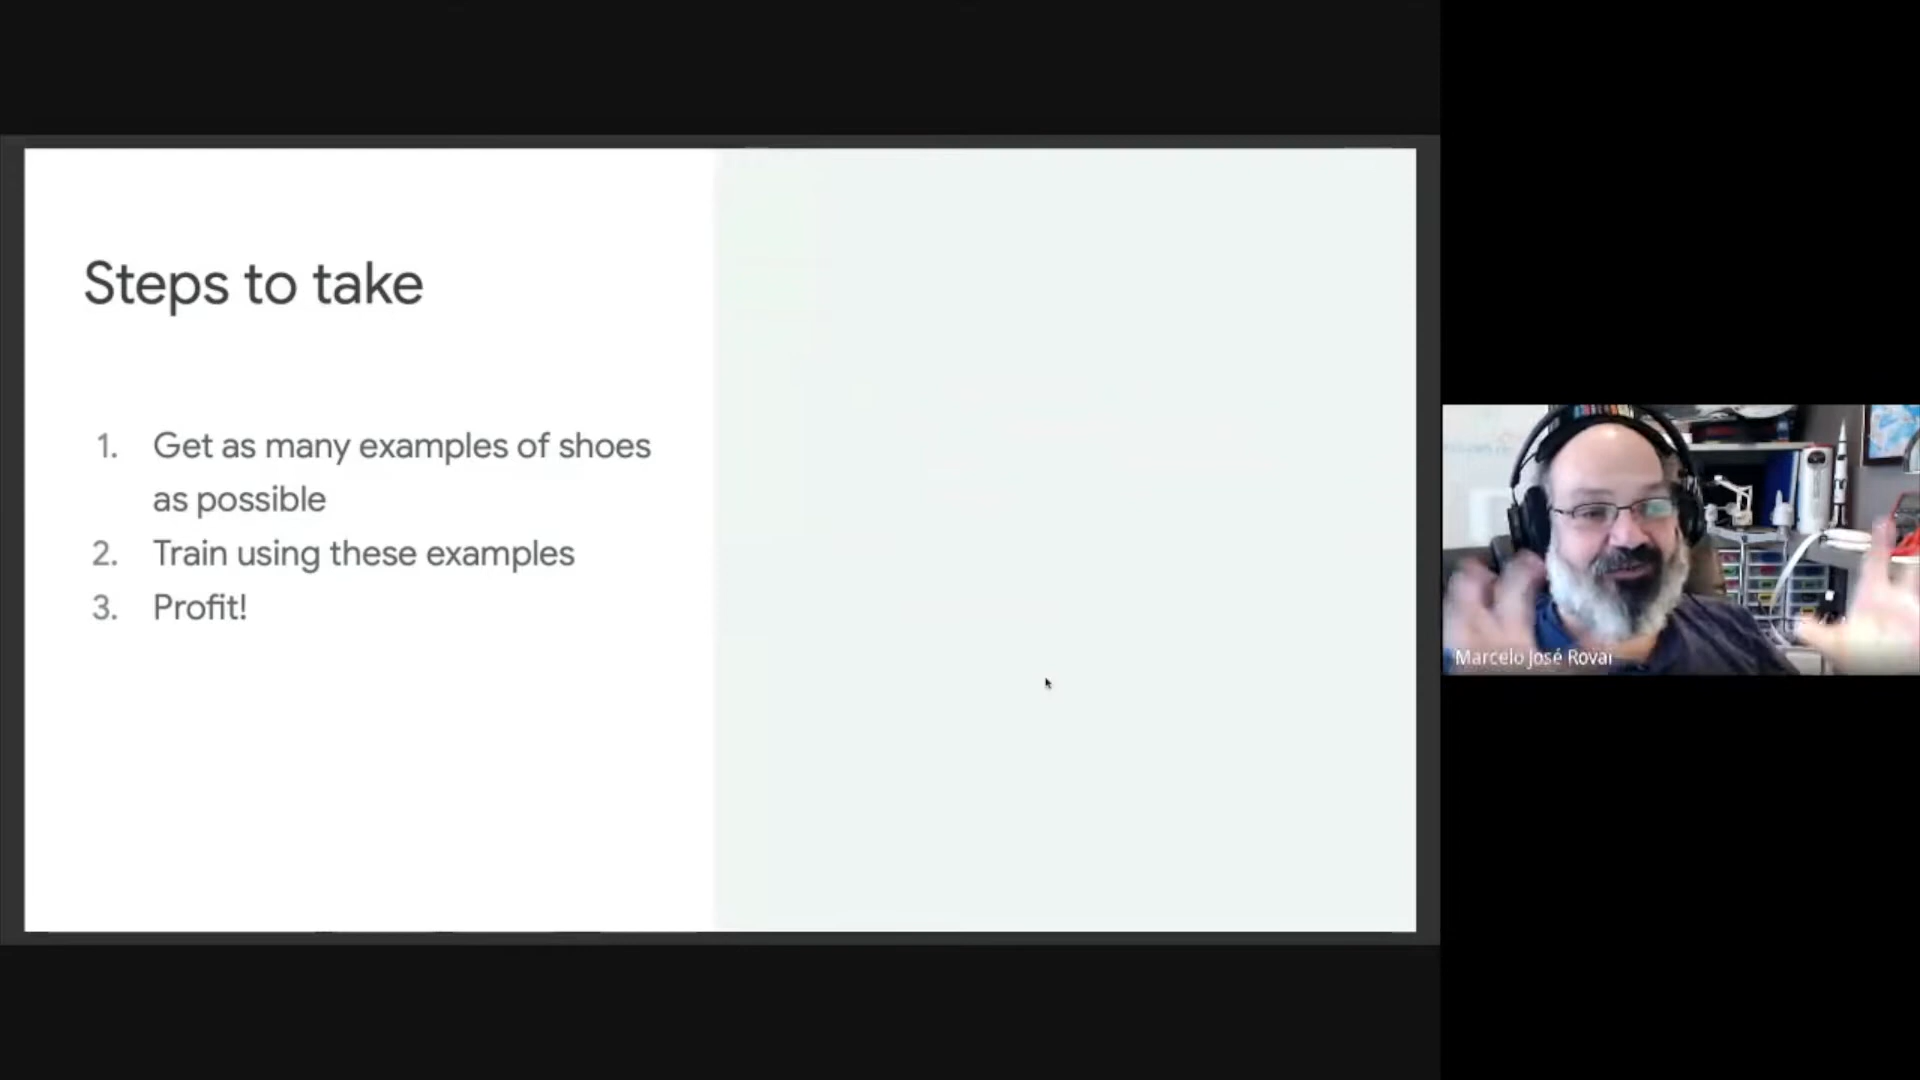 Steps to take
1. Get as many examples of shoes
as possible
2. Train using these examples
3. Profit!
Marcelo José Rovai